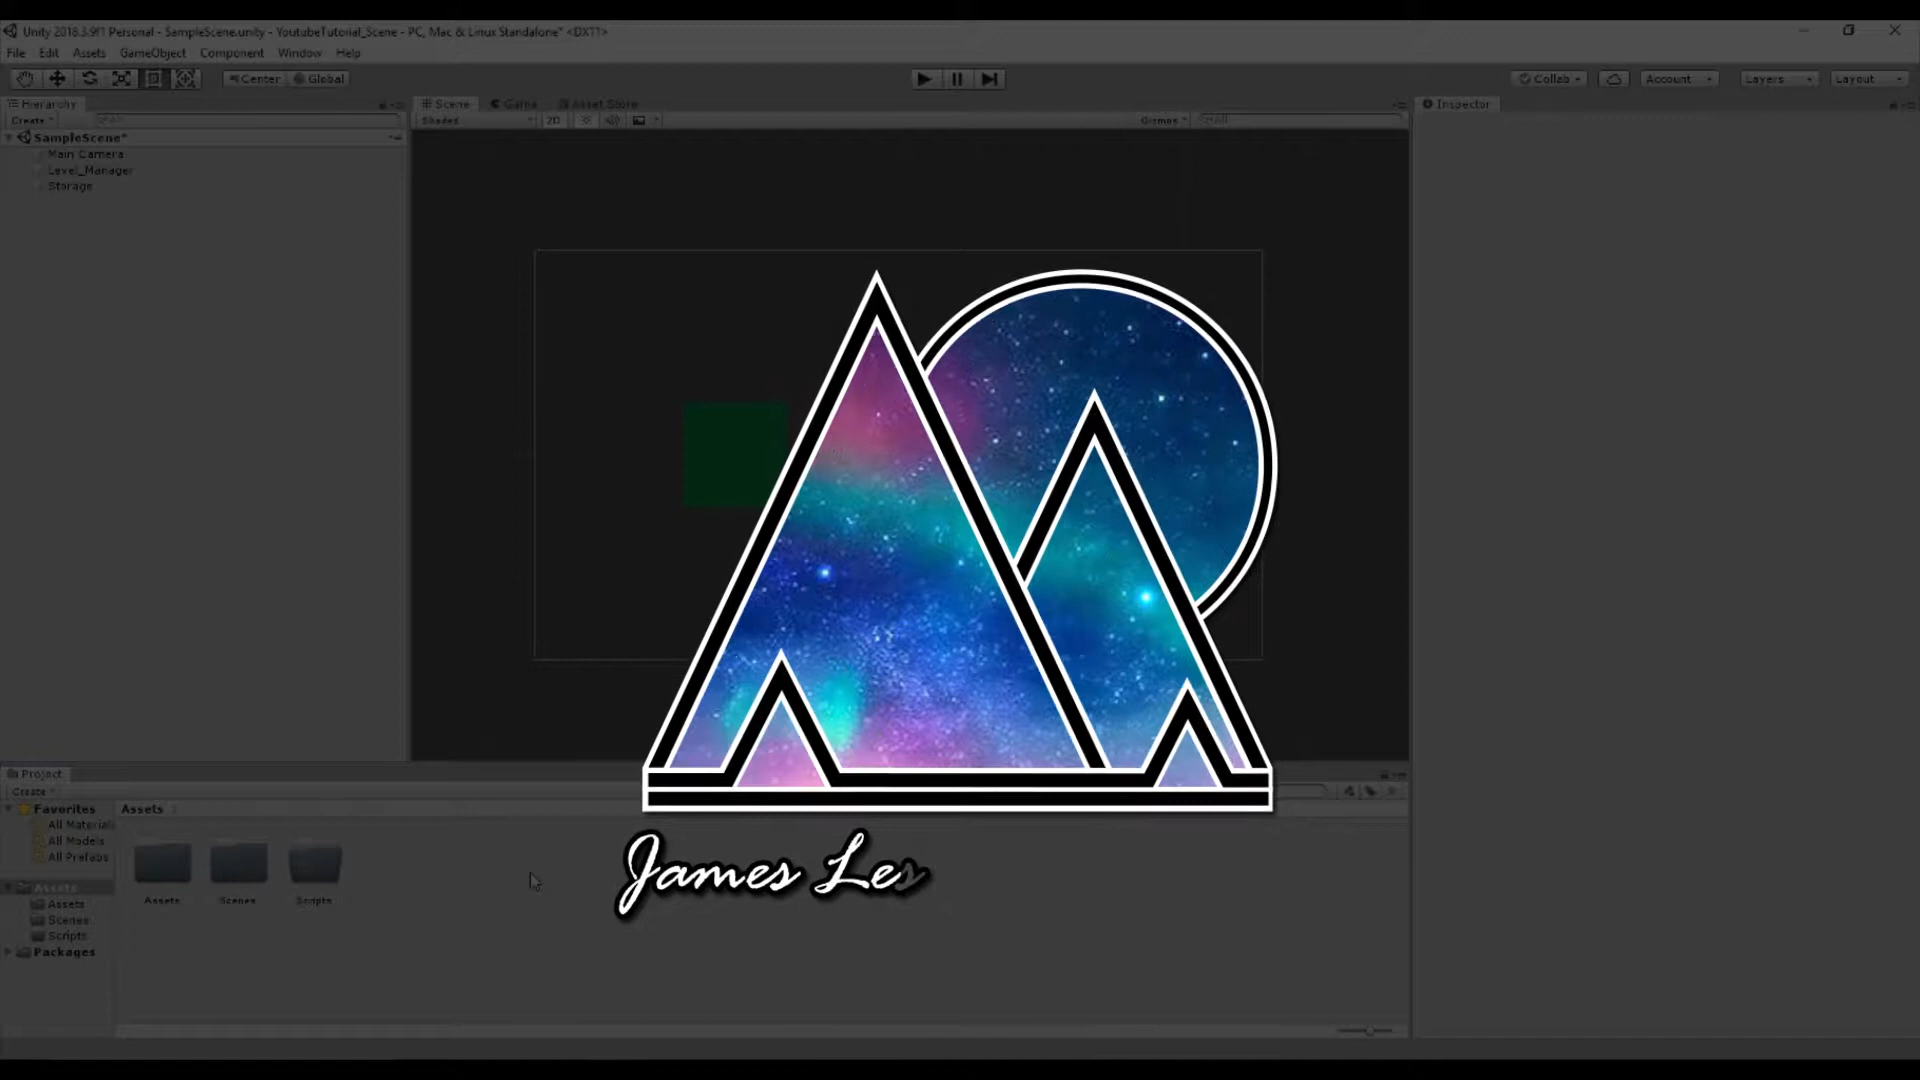 Unity 2018.3.9f1 Personal - SampleScene.unity - YoutubeTutorial_Scene - PC, Mac & Linux Standalone* <DX11>
File Edit Assets GameObject Component Window Help
Center Global Collab Account Layers Layout
Hierarchy Scene Game Asset Store Inspector
Create Shaded 2D Gizmos
SampleScene*
Main Camera
Level_Manager
Storage
Project
Create
Favorites Assets
All Material
All Models
All Prefabs
Assets
Assets
Scenes
Scripts
Packages
Assets Scenes Scripts
James Les